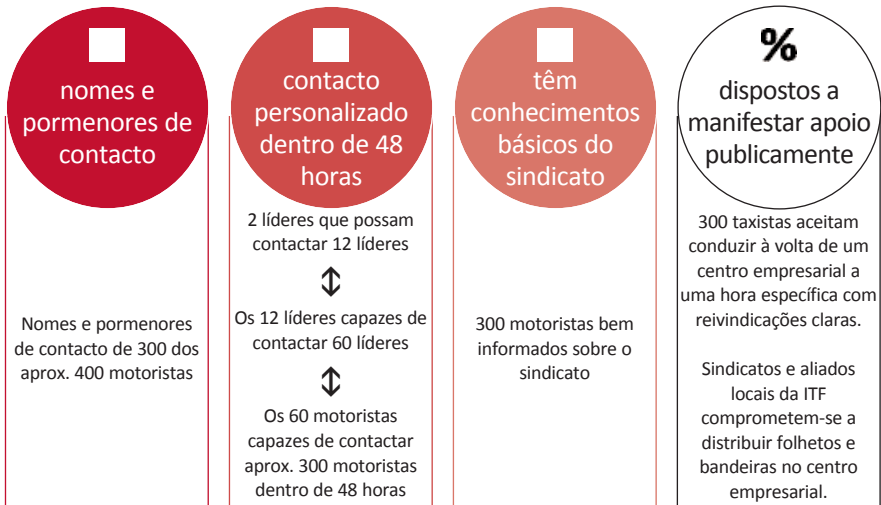 nomes e
pormenores de
contacto
Nomes e pormenores
de contacto de 300 dos
aprox. 400 motoristas
contacto
personalizado
dentro de 48
horas
2 líderes que possam
contactar 12 líderes
Os 12 líderes capazes de
contactar 60 líderes
Os 60 motoristas
capazes de contactar
aprox. 300 motoristas
dentro de 48 horas
têm
conhecimentos
básicos do
sindicato
300 motoristas bem
informados sobre o
sindicato
%
dispostos a
manifestar apoio
publicamente
300 taxistas aceitam
conduzir à volta de um
centro empresarial a
uma hora específica com
reivindicações claras.
Sindicatos e aliados
locais da ITF
comprometem-se a
distribuir folhetos e
bandeiras no centro
empresarial.